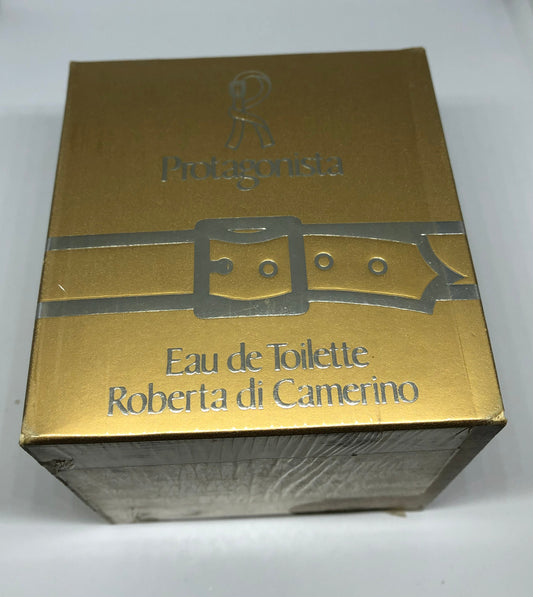 R
Protagonista
Eau de Toilette
Roberta di Camerino